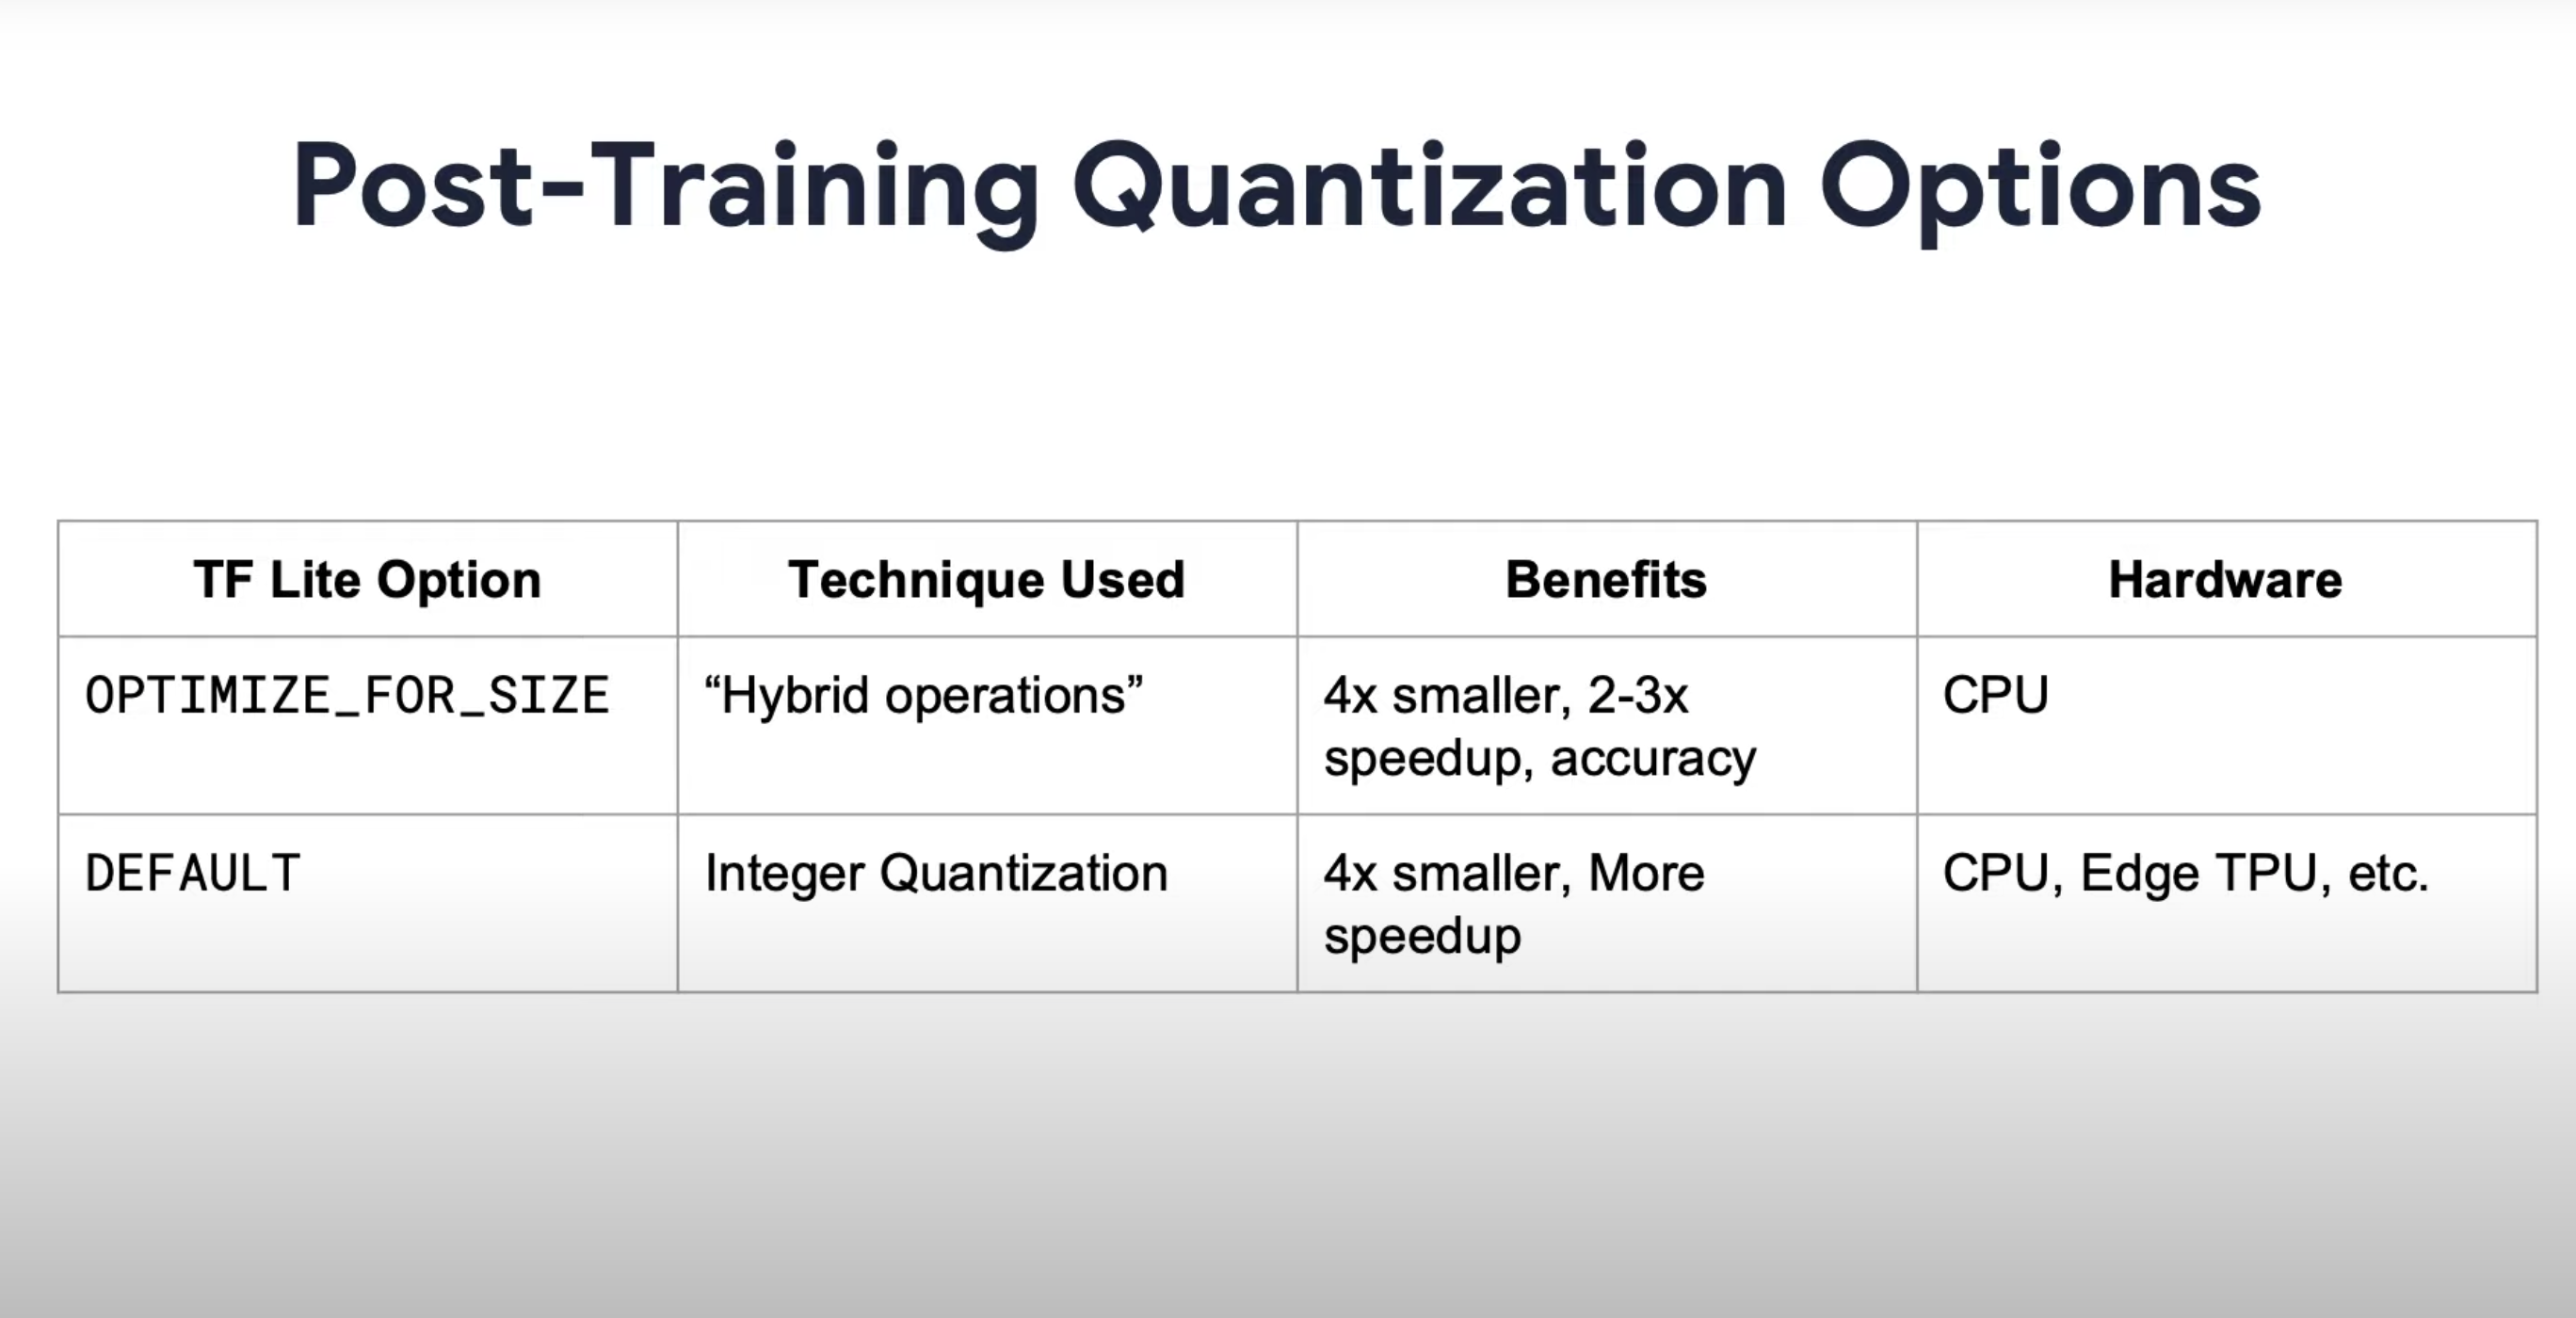 Post-Training Quantization Options
TF Lite Option
Technique Used
Benefits
Hardware
OPTIMIZE_FOR_SIZE
“Hybrid operations”
4x smaller, 2-3x
speedup, accuracy
CPU
DEFAULT
Integer Quantization
4x smaller, More
speedup
CPU, Edge TPU, etc.